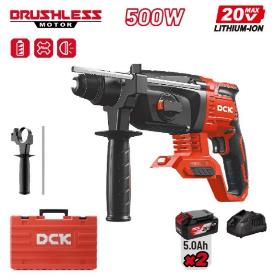 BRUSHLESS
MOTOR
500W
20V MAX
LITHIUM-ION
DCK
DCK
5.0Ah
x2